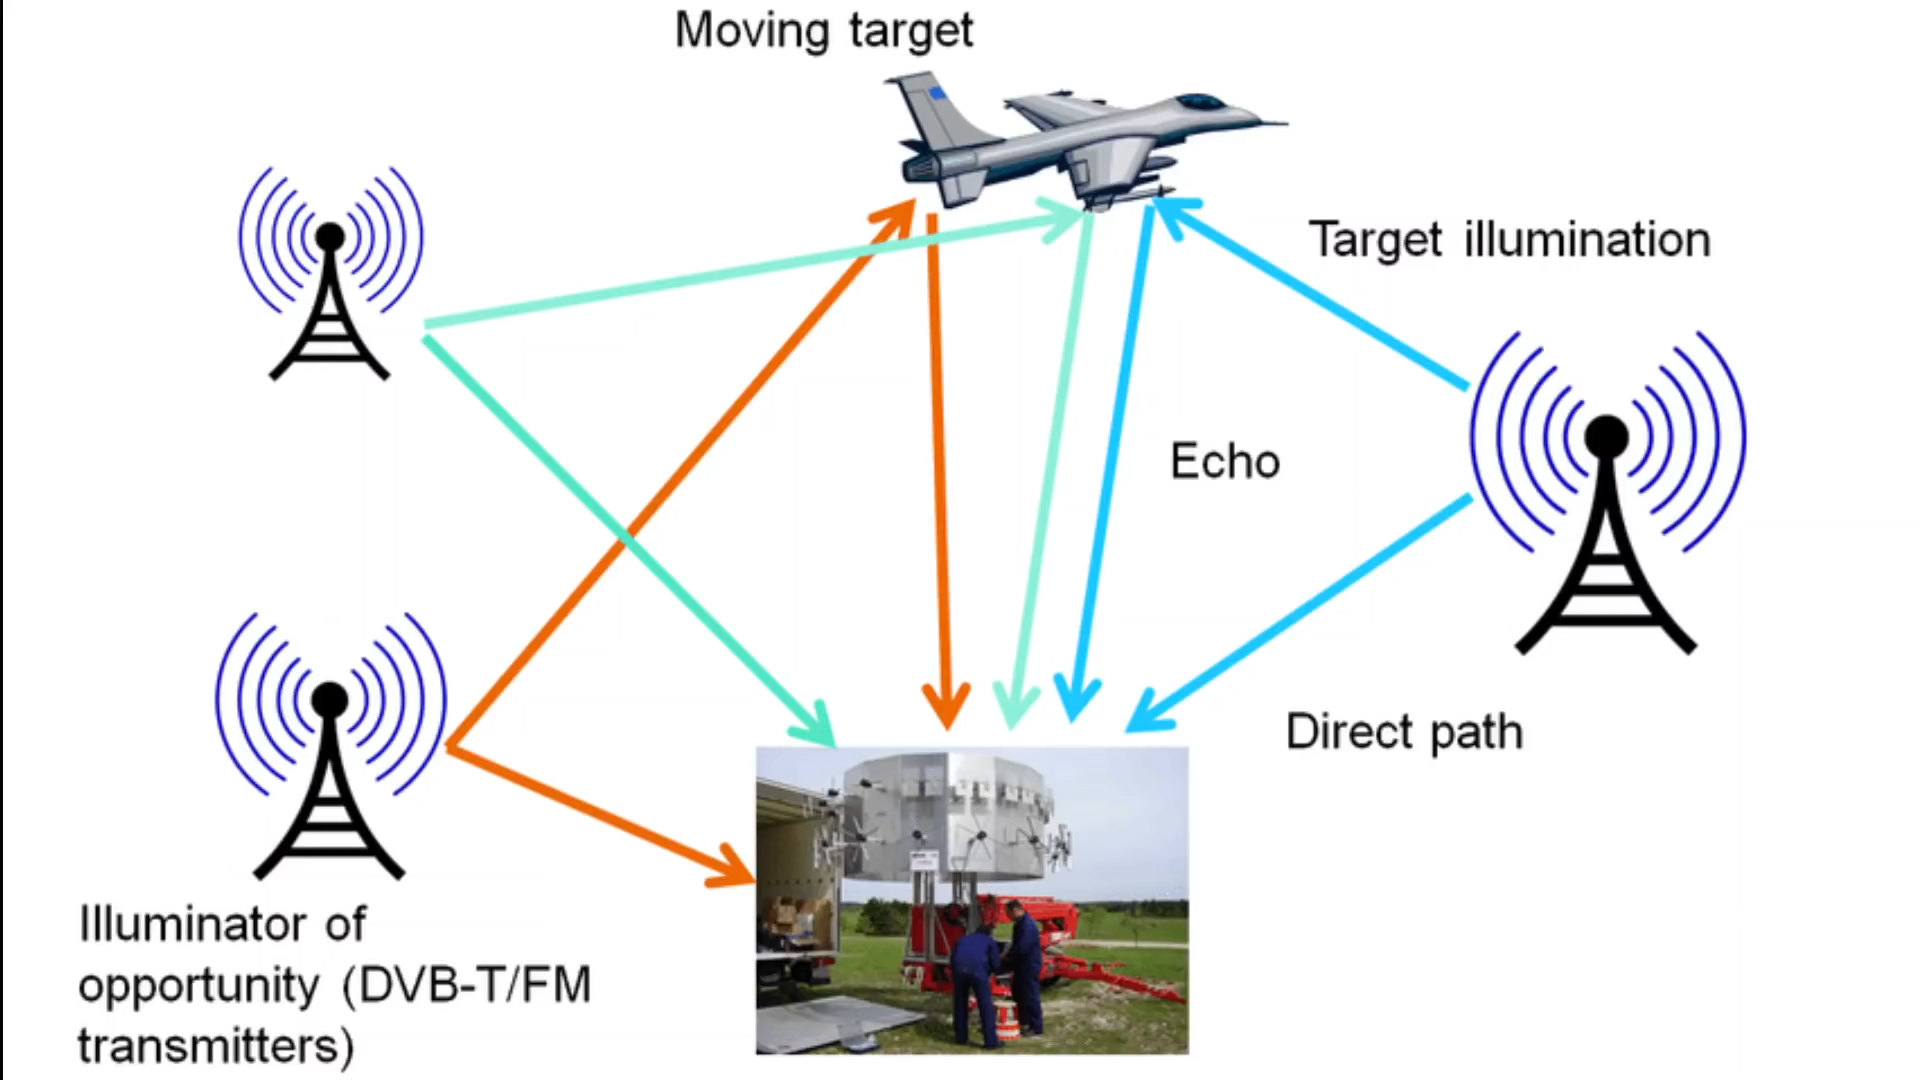 Moving target
Target illumination
Echo
Direct path
Illuminator of
opportunity (DVB-T/FM
transmitters)